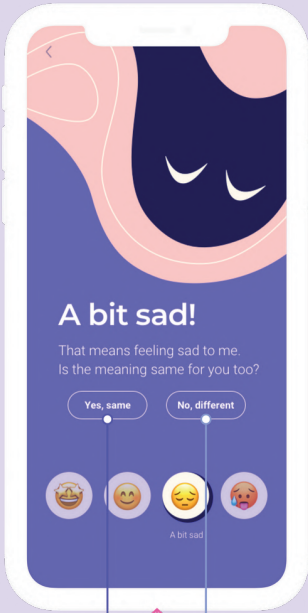 A bit sad!
That means feeling sad to me.
Is the meaning same for you too?
Yes, same
No, different
A bit sad